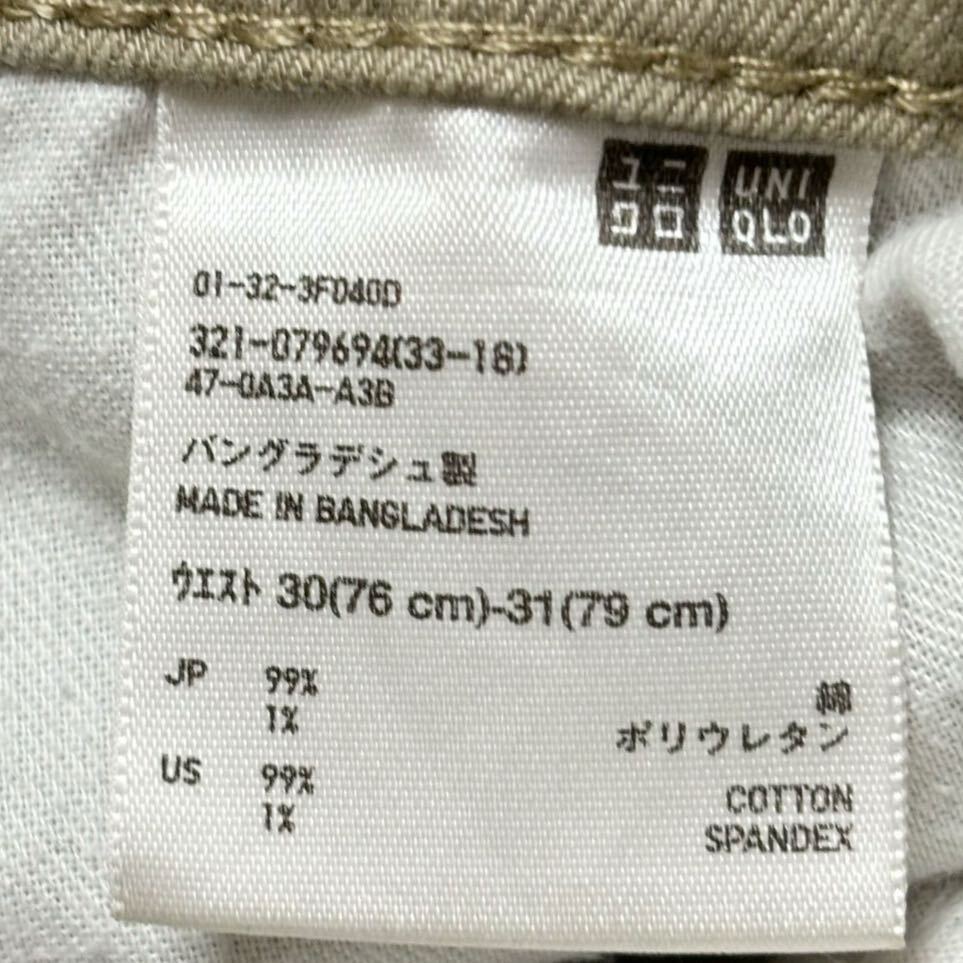 ユニ
クロ
UNI
QLO
01-32-3F040D
321-079694(33-16)
47-0A3A-A3B
バングラデシュ製
MADE IN BANGLADESH
ウエスト 30(76 cm)-31(79 cm)
JP 99% 綿
1% ポリウレタン
US 99% COTTON
1% SPANDEX